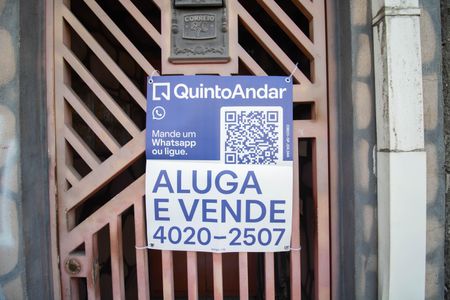 CORREIO
QuintoAndar
Mande um
Whatsapp
ou ligue.
ALUGA
E VENDE
4020-2507